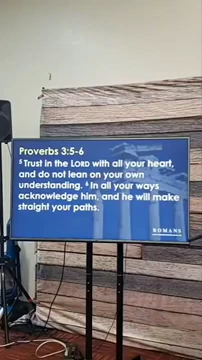 Proverbs 3:5-6
⁵ Trust in the LORD with all your heart,
and do not lean on your own
understanding. ⁶ In all your ways
acknowledge him, and he will make
straight your paths.
ROMANS